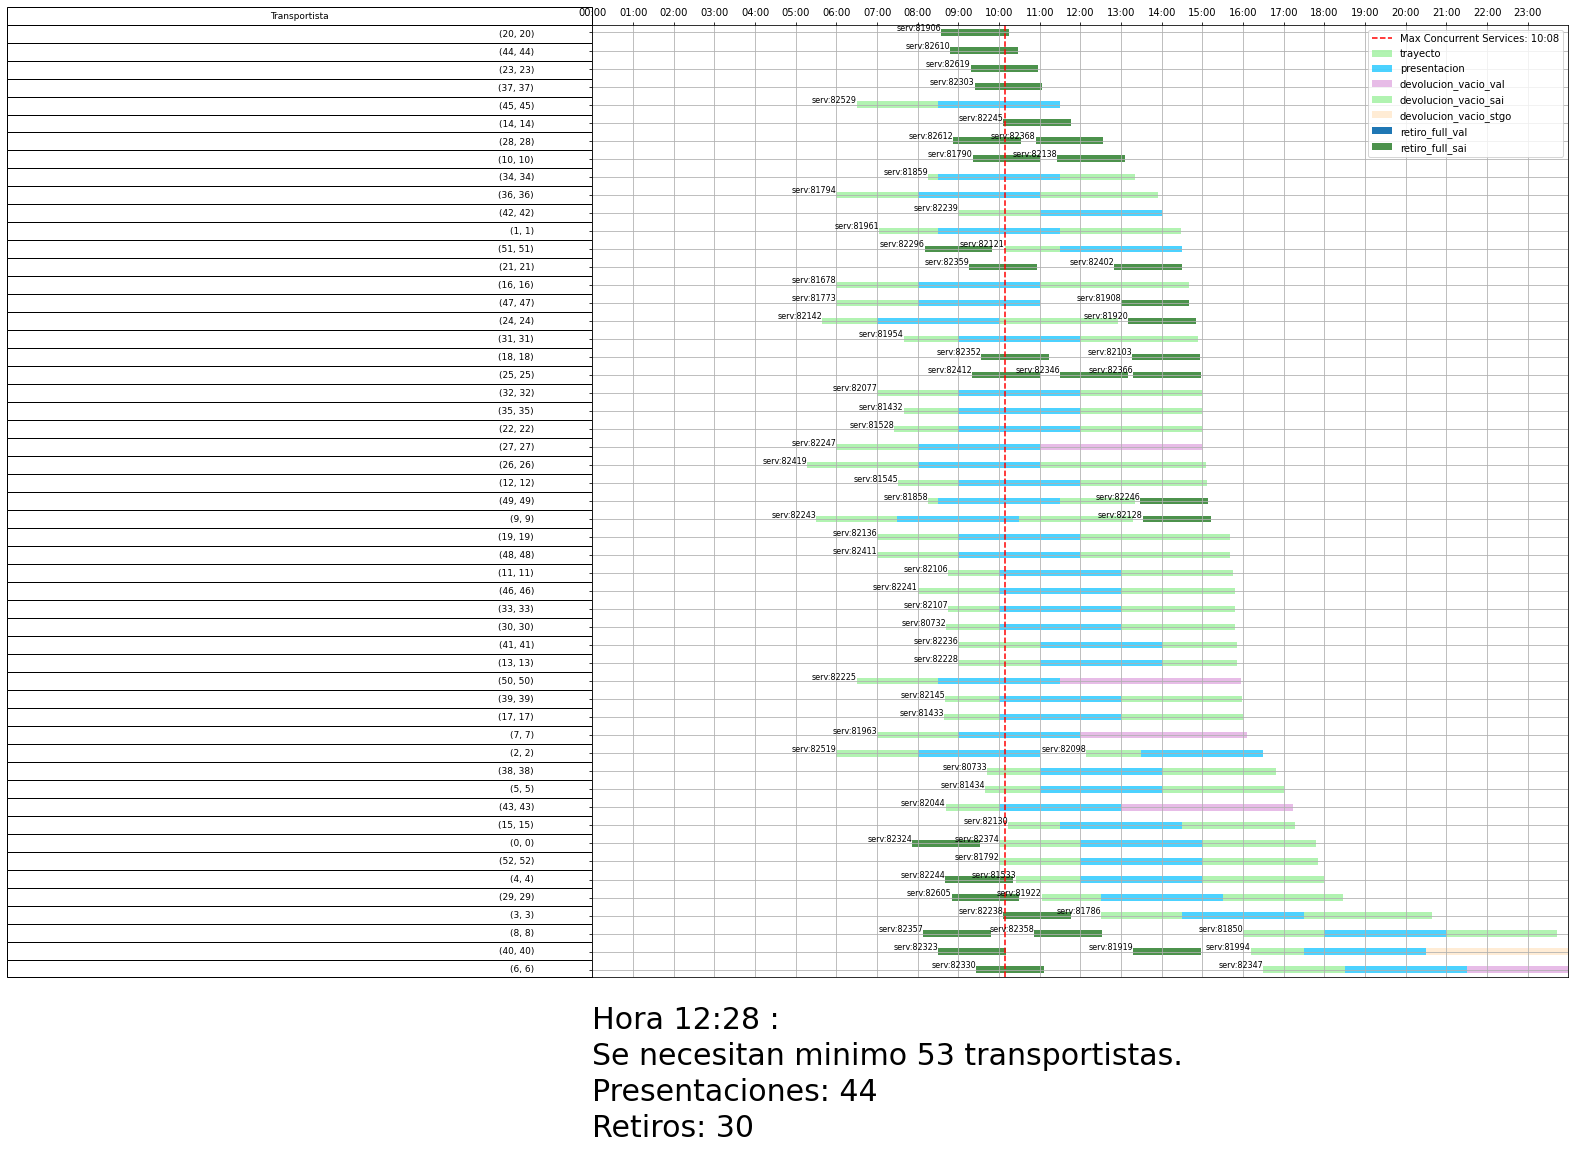 Transportista
00:00 01:00 02:00 03:00 04:00 05:00 06:00 07:00 08:00 09:00 10:00 11:00 12:00 13:00 14:00 15:00 16:00 17:00 18:00 19:00 20:00 21:00 22:00 23:00
Max Concurrent Services: 10:08
trayecto
presentacion
devolucion_vacio_val
devolucion_vacio_sai
devolucion_vacio_stgo
retiro_full_val
retiro_full_sai
(20, 20) serv:81906
(44, 44) serv:82610
(23, 23) serv:82619
(37, 37) serv:82303
(45, 45) serv:82529
(14, 14) serv:82245
(28, 28) serv:82612 serv:82368
(10, 10) serv:81790 serv:82138
(34, 34) serv:81859
(36, 36) serv:81794
(42, 42) serv:82239
(1, 1) serv:81961
(51, 51) serv:82296 serv:82121
(21, 21) serv:82359 serv:82402
(16, 16) serv:81678
(47, 47) serv:81773 serv:81908
(24, 24) serv:82142 serv:81920
(31, 31) serv:81954
(18, 18) serv:82352 serv:82103
(25, 25) serv:82412 serv:82346 serv:82366
(32, 32) serv:82077
(35, 35) serv:81432
(22, 22) serv:81528
(27, 27) serv:82247
(26, 26) serv:82419
(12, 12) serv:81545
(49, 49) serv:81858 serv:82246
(9, 9) serv:82243 serv:82128
(19, 19) serv:82136
(48, 48) serv:82411
(11, 11) serv:82106
(46, 46) serv:82241
(33, 33) serv:82107
(30, 30) serv:80732
(41, 41) serv:82236
(13, 13) serv:82228
(50, 50) serv:82225
(39, 39) serv:82145
(17, 17) serv:81433
(7, 7) serv:81963
(2, 2) serv:82519 serv:82098
(38, 38) serv:80733
(5, 5) serv:81434
(43, 43) serv:82044
(15, 15) serv:82130
(0, 0) serv:82324 serv:82374
(52, 52) serv:81792
(4, 4) serv:82244 serv:81533
(29, 29) serv:82605 serv:81922
(3, 3) serv:82238 serv:81786
(8, 8) serv:82357 serv:82358 serv:81850
(40, 40) serv:82323 serv:81919 serv:81994
(6, 6) serv:82330 serv:82347
Hora 12:28 :
Se necesitan minimo 53 transportistas.
Presentaciones: 44
Retiros: 30